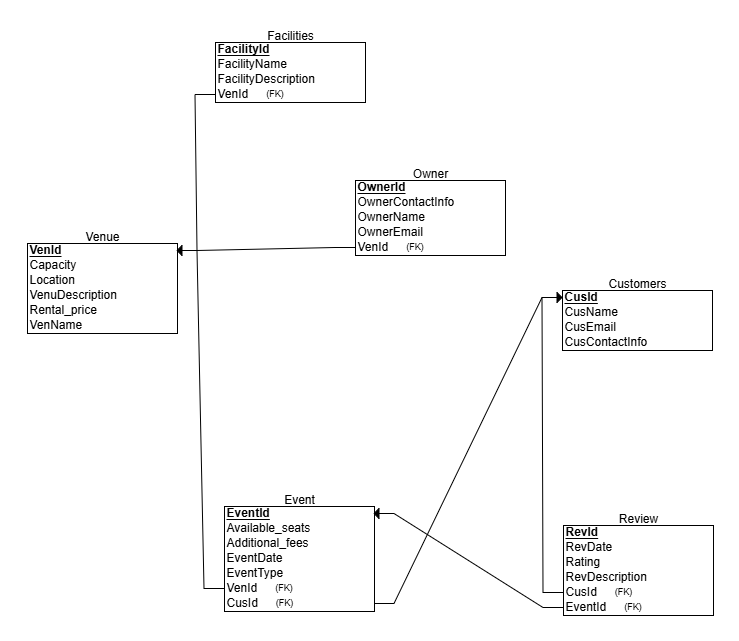 Facilities
FacilityId
FacilityName
FacilityDescription
VenId (FK)
Owner
OwnerId
OwnerContactInfo
OwnerName
OwnerEmail
VenId (FK)
Venue
VenId
Capacity
Location
VenuDescription
Rental_price
VenName
Customers
CusId
CusName
CusEmail
CusContactInfo
Event
EventId
Available_seats
Additional_fees
EventDate
EventType
VenId (FK)
CusId (FK)
Review
RevId
RevDate
Rating
RevDescription
CusId (FK)
EventId (FK)